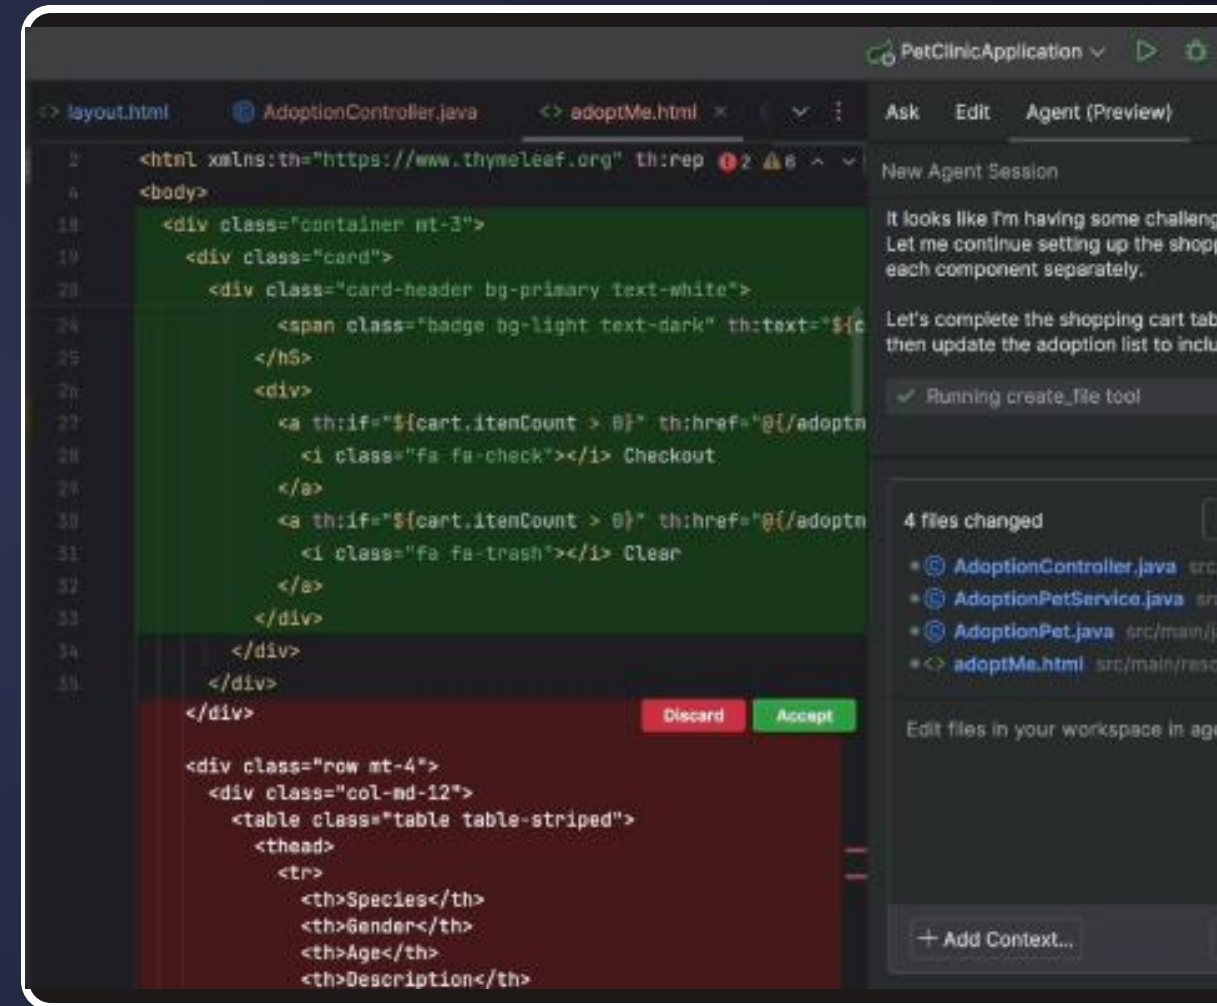 PetClinicApplication
layout.html AdoptionController.java adoptMe.html
Ask Edit Agent (Preview)
2 <html xmlns:th="https://www.thymeleaf.org" th:rep 2 6
<body>
18 <div class="container mt-3">
19 <div class="card">
20 <div class="card-header bg-primary text-white">
24 <span class="badge bg-light text-dark" th:text="${c
25 </h5>
26 <div>
27 <a th:if="${cart.itemCount > 0}" th:href="@{/adoptm
28 <i class="fa fa-check"></i> Checkout
29 </a>
30 <a th:if="${cart.itemCount > 0}" th:href="@{/adoptm
31 <i class="fa fa-trash"></i> Clear
32 </a>
33 </div>
34 </div>
35 </div>
</div>
Discard Accept
<div class="row mt-4">
<div class="col-md-12">
<table class="table table-striped">
<thead>
<tr>
<th>Species</th>
<th>Gender</th>
<th>Age</th>
<th>Description</th>
New Agent Session
It looks like I'm having some challeng
Let me continue setting up the shopp
each component separately.
Let's complete the shopping cart tab
then update the adoption list to inclu
Running create_file tool
4 files changed
AdoptionController.java src
AdoptionPetService.java
AdoptionPet.java src/main/j
adoptMe.html src/main/reso
Edit files in your workspace in age
+ Add Context...